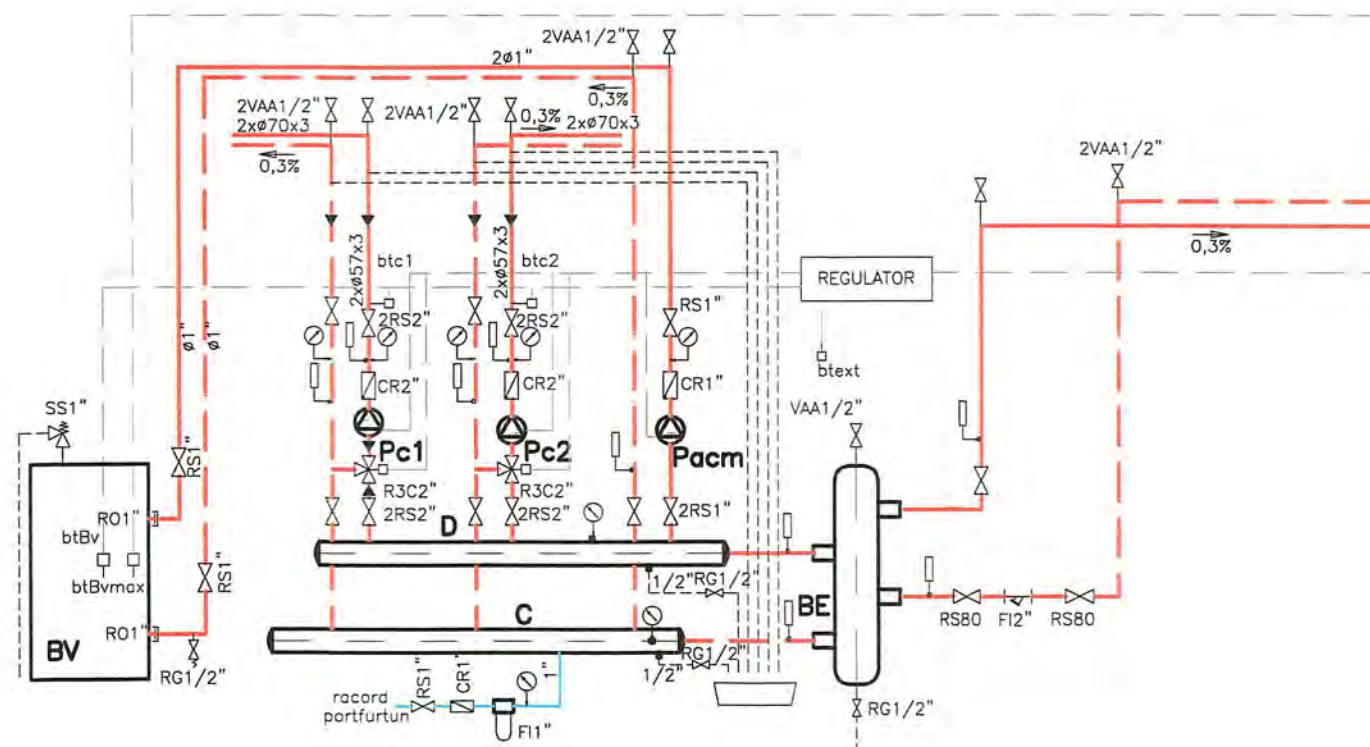 2VAA1/2"
2ø1"
0,3%
2VAA1/2"
2VAA1/2"
0,3%
2xø70x3
2xø70x3
0,3%
2VAA1/2"
0,3%
2xø57x3
btc1
2xø57x3
btc2
REGULATOR
RS1"
2RS2"
2RS2"
ø1"
ø1"
btext
CR2"
CR2"
CR1"
SS1"
VAA1/2"
Pc1
Pc2
Pacm
RS1"
R3C2"
R3C2"
2RS2"
2RS2"
2RS1"
RO1"
D
btBv
btBvmax
RS1"
1/2"
RG1/2"
C
BE
RS80
FI2"
RS80
RO1"
BV
RG1/2"
RG1/2"
1/2"
RS1"
CR1"
1"
racord
portfurtun
FI1"
RG1/2"